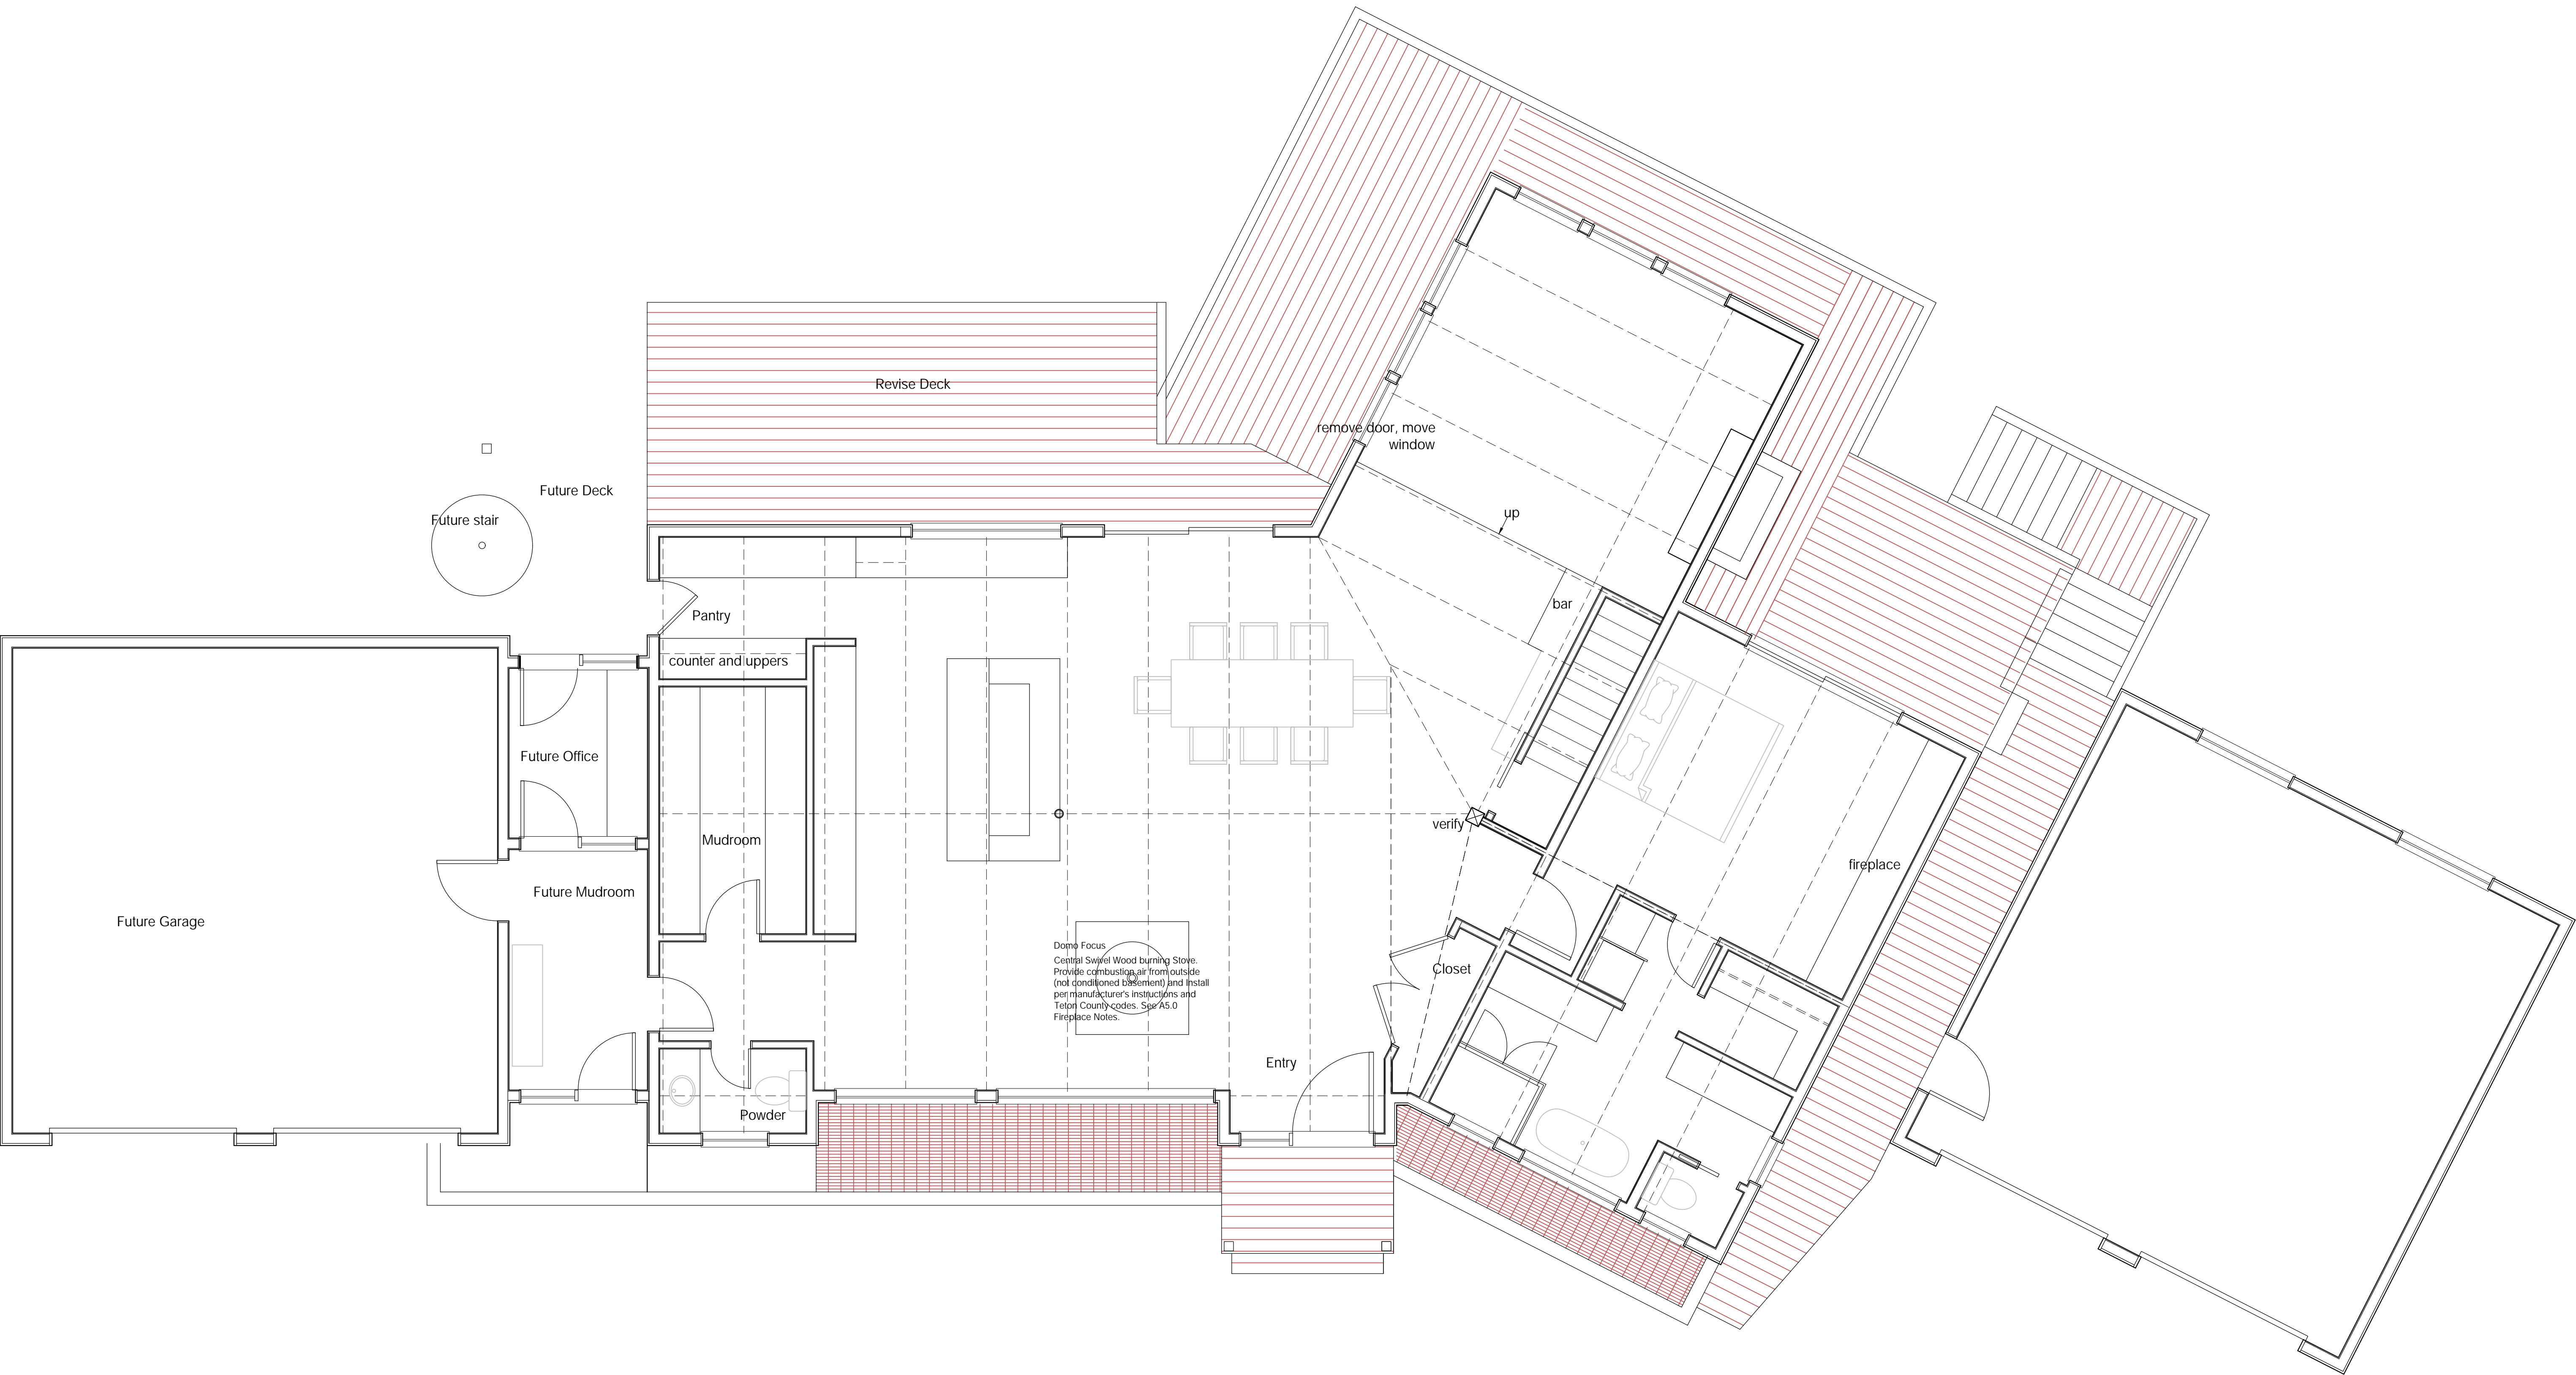 Revise Deck
remove door, move
window
Future Deck
up
Future stair
bar
Pantry
counter and uppers
Future Office
verify
Mudroom
fireplace
Future Mudroom
Future Garage
Domo Focus
Central Swivel Wood burning Stove.
Provide combustion air from outside
(not conditioned basement) and Install
per manufacturer's instructions and
Teton County codes. See A5.0
Fireplace Notes.
Closet
Entry
Powder